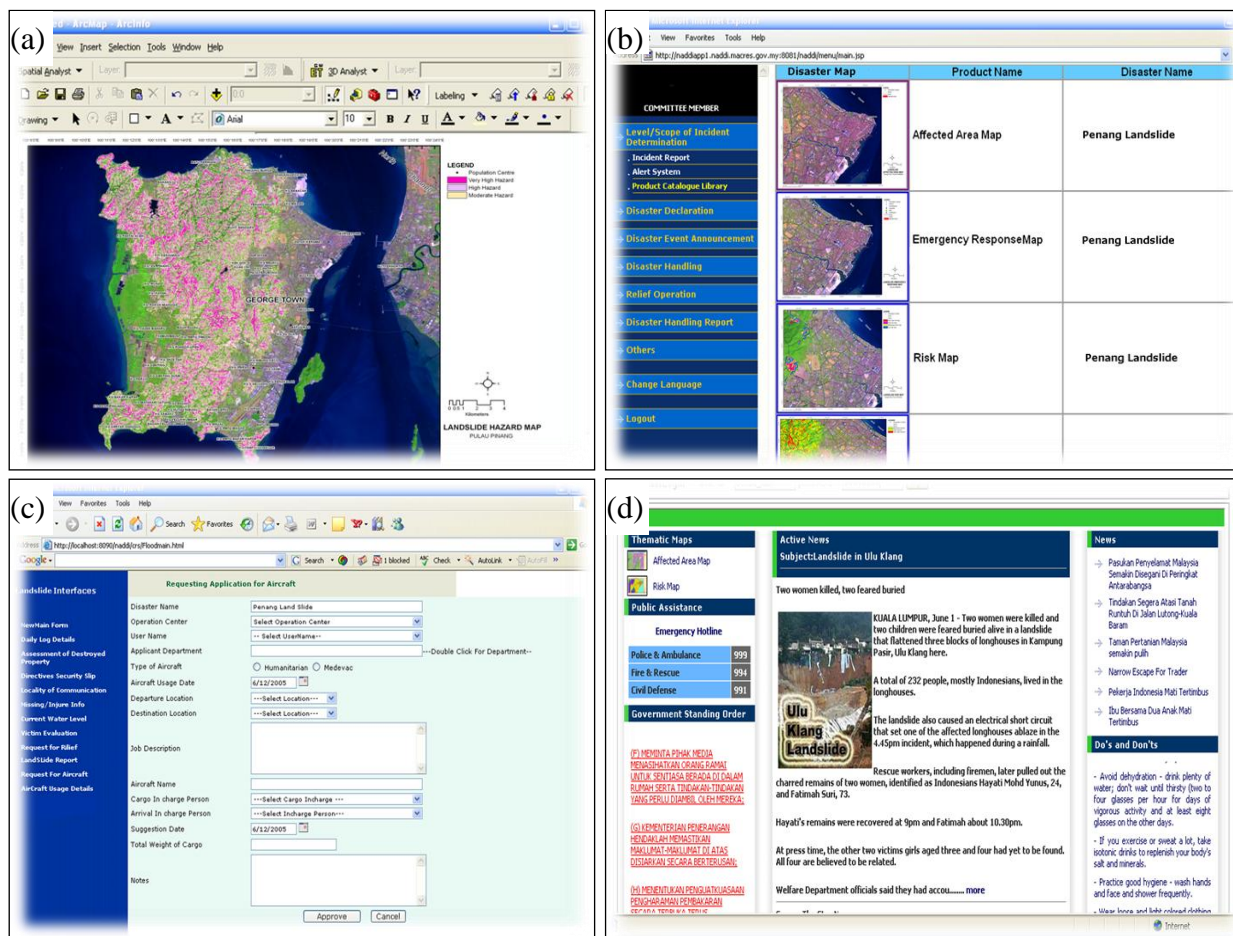 (a)
- ArcMap - ArcInfo
View Insert Selection Tools Window Help
Spatial Analyst Layer:
3D Analyst Layer:
Labeling
Drawing
Arial
10
B I U A
LEGEND
Population Centre
Very High Hazard
High Hazard
Moderate Hazard
GEORGE TOWN
Kilometers
LANDSLIDE HAZARD MAP
PULAU PINANG
(b)
Microsoft Internet Explorer
View Favorites Tools Help
http://naddiapp1.naddi.macres.gov.my:8081/naddi/menu/main.jsp
COMMITTEE MEMBER
Level/Scope of Incident
Determination
. Incident Report
. Alert System
. Product Catalogue Library
Disaster Declaration
Disaster Event Announcement
Disaster Handling
Relief Operation
Disaster Handling Report
Others
Change Language
Logout
Disaster Map Product Name Disaster Name
Affected Area Map Penang Landslide
Emergency ResponseMap Penang Landslide
Risk Map Penang Landslide
(c)
View Favorites Tools Help
Search Favorites
Address http://localhost:8090/naddi/crs/Floodmain.html
Go
Google Search 1 blocked Check AutoLink AutoFill
Landslide Interfaces
NewMain Form
Daily Log Details
Assessment of Destroyed
Property
Directives Security Slip
Locality of Communication
Missing/Injure Info
Current Water Level
Victim Evaluation
Request for Rilief
LandSLide Report
Request For Aircraft
AirCraft Usage Details
Requesting Application for Aircraft
Disaster Name Penang Land Slide
Operation Center Select Operation Center
User Name -- Select UserName--
Applicant Department ---Double Click For Department--
Type of Aircraft Humanitarian Medevac
Aircraft Usage Date 6/12/2005
Departure Location ---Select Location---
Destination Location ---Select Location---
Job Description
Aircraft Name
Cargo In charge Person ---Select Cargo Incharge ---
Arrival In charge Person ---Select Incharge Person---
Suggestion Date 6/12/2005
Total Weight of Cargo
Notes
Approve Cancel
(d)
Thematic Maps
Affected Area Map
Risk Map
Public Assistance
Emergency Hotline
Police & Ambulance 999
Fire & Rescue 994
Civil Defense 991
Government Standing Order
(F) MEMINTA PIHAK MEDIA
MENASIHATKAN ORANG RAMAI
UNTUK SENTIASA BERADA DI DALAM
RUMAH SERTA TINDAKAN-TINDAKAN
YANG PERLU DIAMBIL OLEH MEREKA;
(G) KEMENTERIAN PENERANGAN
HENDAKLAH MEMASTIKAN
MAKLUMAT-MAKLUMAT DI ATAS
DISIARKAN SECARA BERTERUSAN;
(H) MENENTUKAN PENGUATKUASAAN
PENGHARAMAN PEMBAKARAN
SECARA TERBUKA TERUS
Active News
Subject:Landslide in Ulu Klang
Two women killed, two feared buried
Ulu
Klang
Landslide
KUALA LUMPUR, June 1 - Two women were killed and
two children were feared buried alive in a landslide
that flattened three blocks of longhouses in Kampung
Pasir, Ulu Klang here.
A total of 232 people, mostly Indonesians, lived in the
longhouses.
The landslide also caused an electrical short circuit
that set one of the affected longhouses ablaze in the
4.45pm incident, which happened during a rainfall.
Rescue workers, including firemen, later pulled out the
charred remains of two women, identified as Indonesians Hayati Mohd Yunus, 24,
and Fatimah Suri, 73.
Hayati's remains were recovered at 9pm and Fatimah about 10.30pm.
At press time, the other two victims girls aged three and four had yet to be found.
All four are believed to be related.
Welfare Department officials said they had accou....... more
News
Pasukan Penyelamat Malaysia
Semakin Disegani Di Peringkat
Antarabangsa
Tindakan Segera Atasi Tanah
Runtuh Di Jalan Lutong-Kuala
Baram
Taman Pertanian Malaysia
semakin pulih
Narrow Escape For Trader
Pekerja Indonesia Mati Tertinbus
Ibu Bersama Dua Anak Mati
Tertinbus
Do's and Don'ts
- Avoid dehydration - drink plenty of
water; don't wait until thirsty (two to
four glasses per hour for days of
vigorous activity and at least eight
glasses on the other days.
- If you exercise or sweat a lot, take
isotonic drinks to replenish your body's
salt and minerals.
- Practice good hygiene - wash hands
and face and shower frequently.
- Wear loose and light colored clothing
Internet